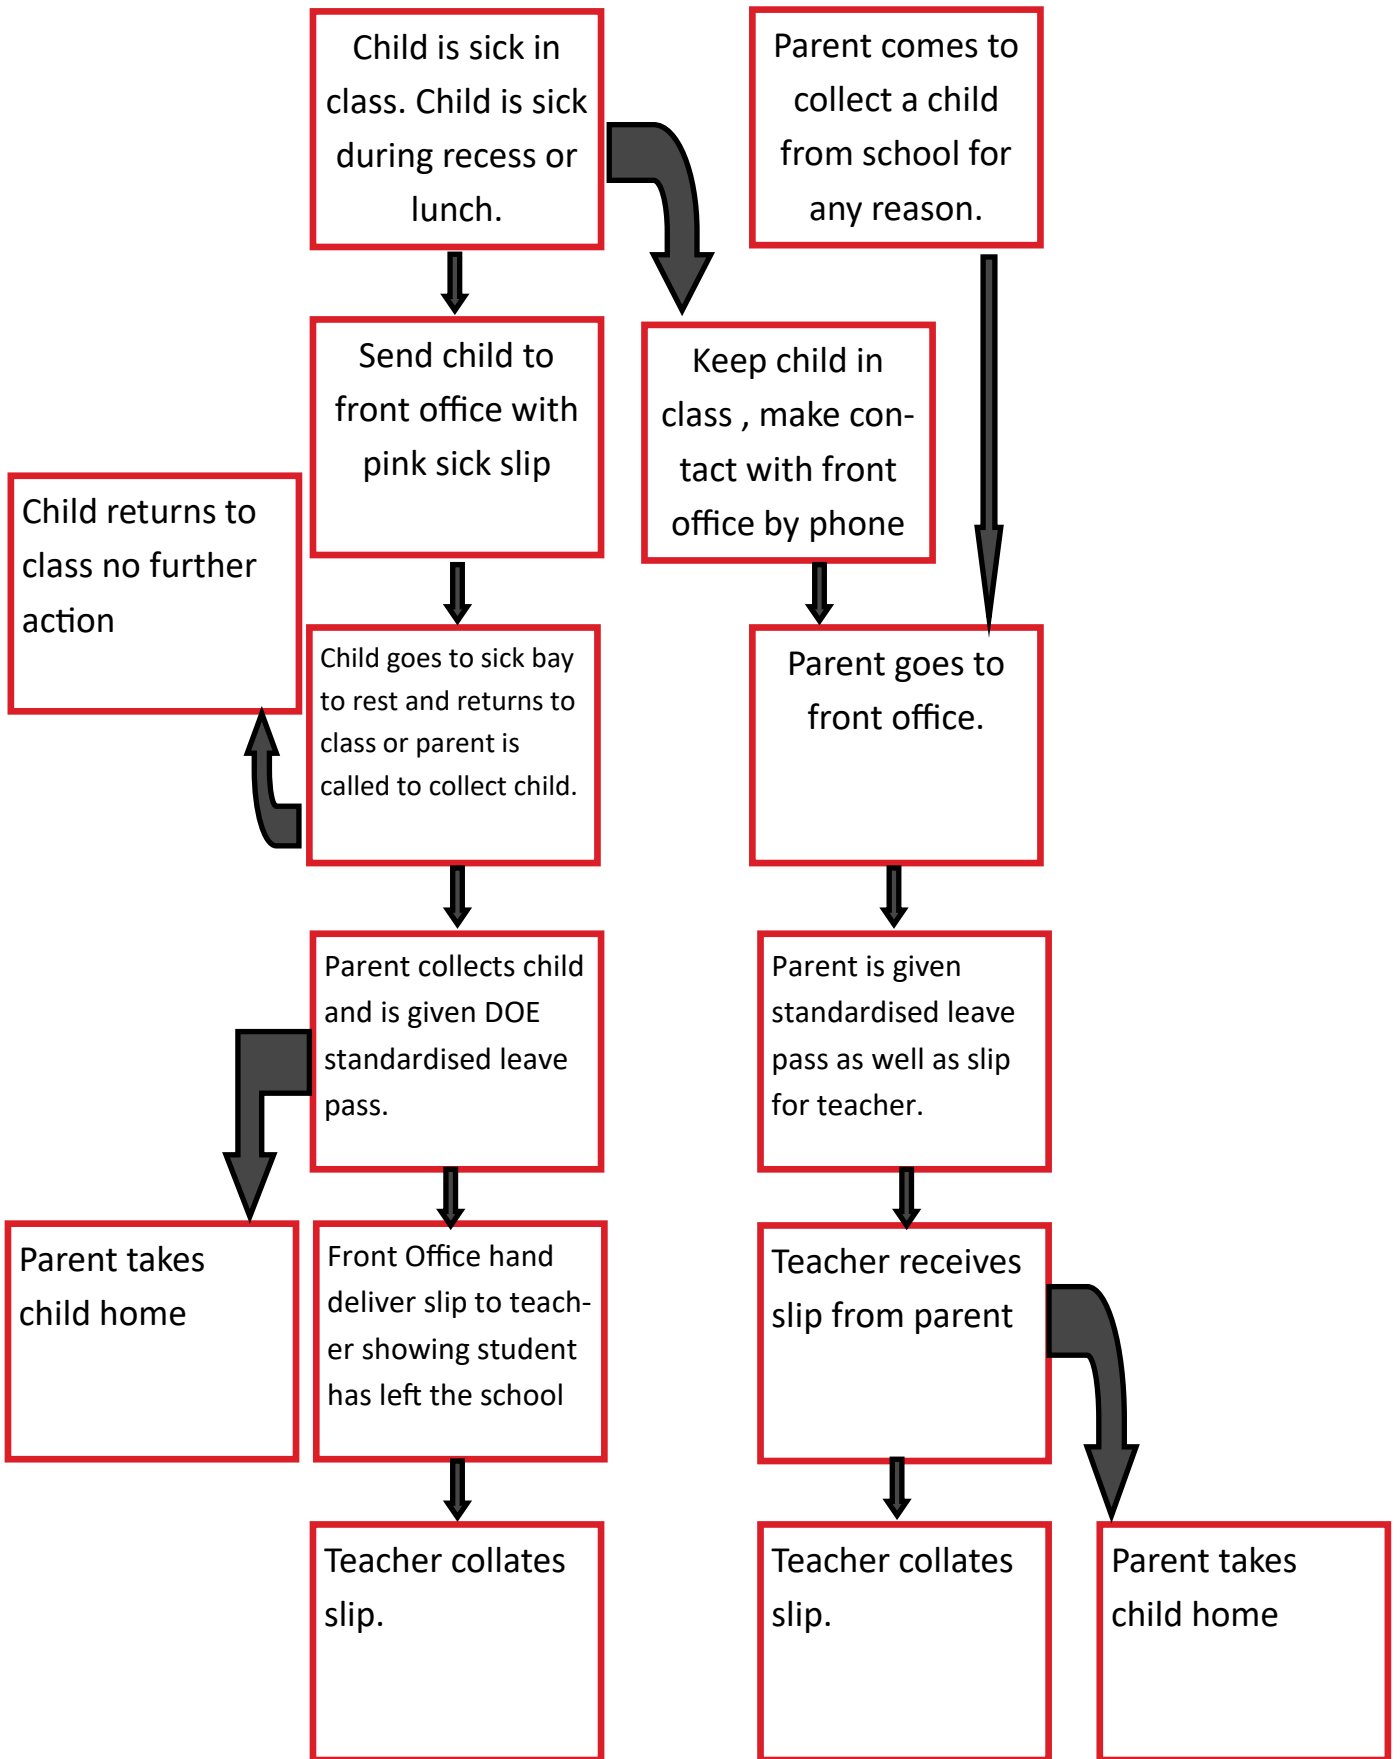 Child is sick in
class. Child is sick
during recess or
lunch.
Parent comes to
collect a child
from school for
any reason.
Send child to
front office with
pink sick slip
Keep child in
class , make con-
tact with front
office by phone
Child returns to
class no further
action
Child goes to sick bay
to rest and returns to
class or parent is
called to collect child.
Parent goes to
front office.
Parent collects child
and is given DOE
standardised leave
pass.
Parent is given
standardised leave
pass as well as slip
for teacher.
Parent takes
child home
Front Office hand
deliver slip to teach-
er showing student
has left the school
Teacher receives
slip from parent
Teacher collates
slip.
Teacher collates
slip.
Parent takes
child home